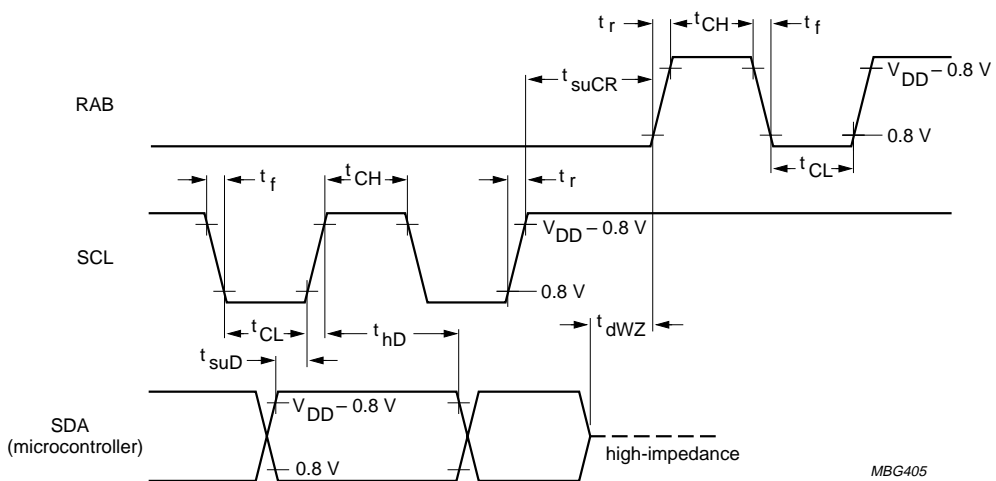 t r
t CH
t f
t suCR
V DD – 0.8 V
RAB
0.8 V
t CL
t f
t CH
t r
V DD – 0.8 V
SCL
0.8 V
t CL
t hD
t dWZ
t suD
V DD – 0.8 V
SDA
(microcontroller)
high-impedance
0.8 V
MBG405